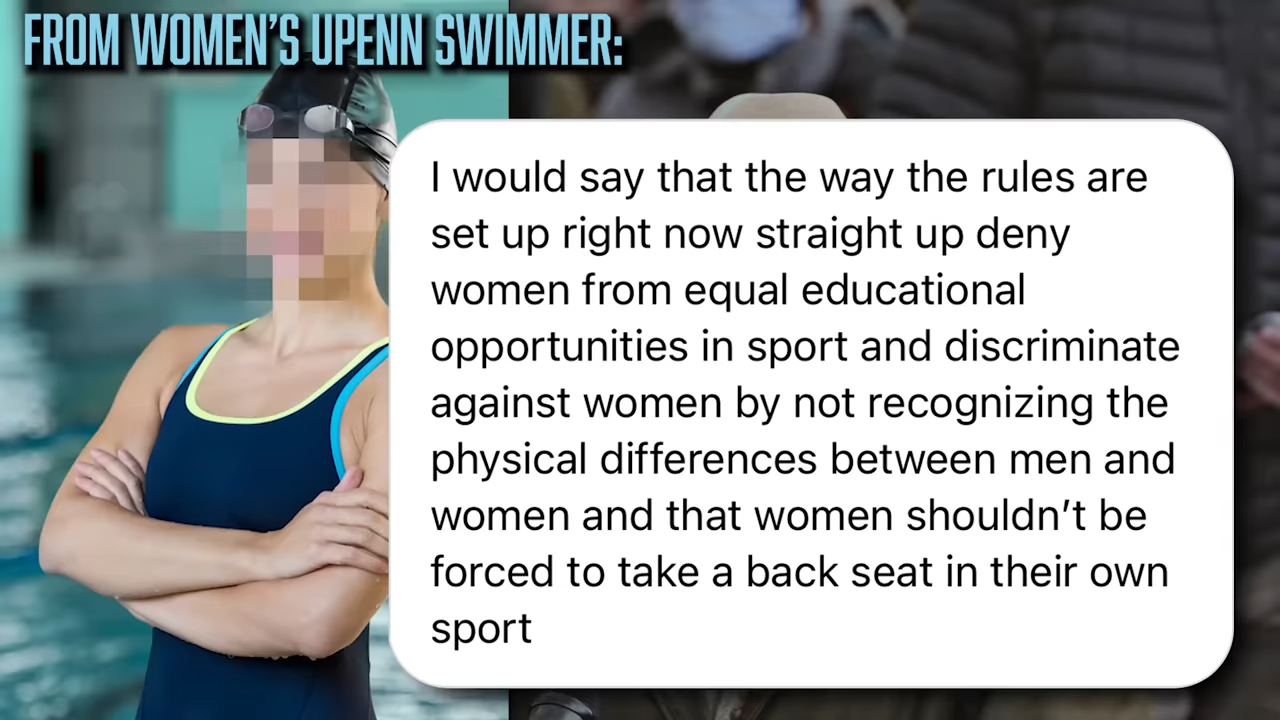 FROM WOMEN'S UPENN SWIMMER:
I would say that the way the rules are
set up right now straight up deny
women from equal educational
opportunities in sport and discriminate
against women by not recognizing the
physical differences between men and
women and that women shouldn't be
forced to take a back seat in their own
sport